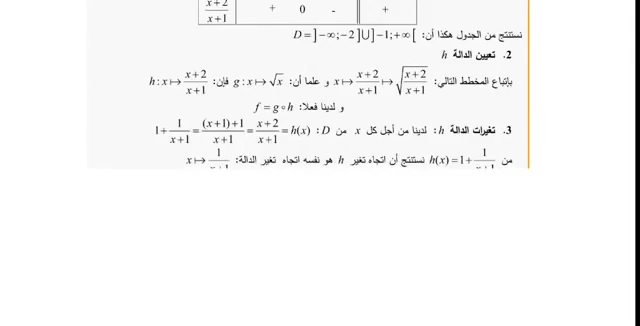 x+2/x+1 + 0 - +
نستنتج من الجدول هكذا أن: D = ]−∞;−2]∪]−1;+∞[
2. تعيين الدالة h
بإتباع المخطط التالي: x ↦ x+2/x+1 ↦ √(x+2/x+1) و علما أن: g : x ↦ √x فإن: h : x ↦ x+2/x+1
و لدينا فعلا: f = g∘h
3. تغيرات الدالة h: لدينا من أجل كل x من D: 1+1/x+1 = (x+1)+1/x+1 = x+2/x+1 = h(x)
من h(x) = 1+1/x+1 نستنتج أن اتجاه تغير h هو نفسه اتجاه تغير الدالة: x ↦ 1/x+1